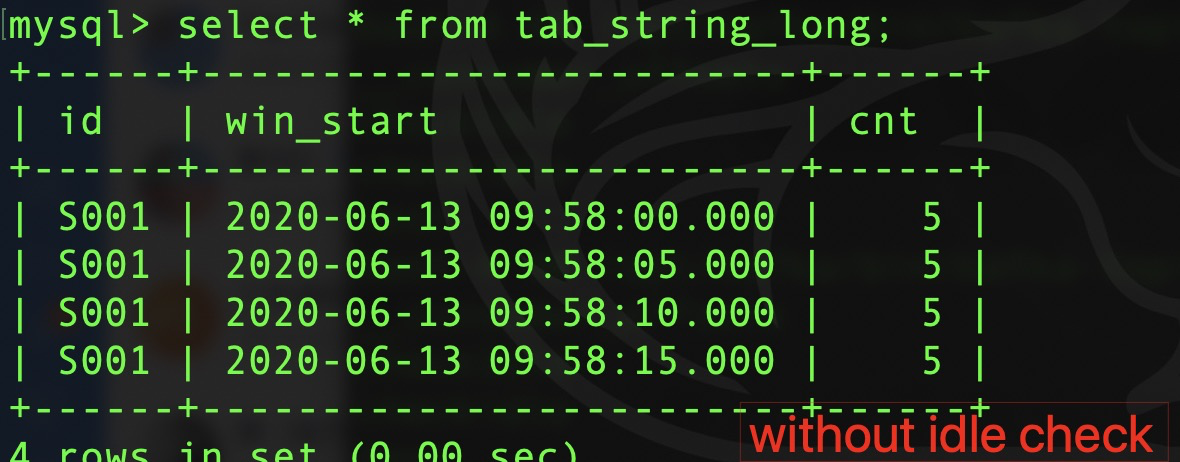 mysql> select * from tab_string_long;
+------+-------------------------+------+
| id   | win_start               | cnt  |
+------+-------------------------+------+
| S001 | 2020-06-13 09:58:00.000 |    5 |
| S001 | 2020-06-13 09:58:05.000 |    5 |
| S001 | 2020-06-13 09:58:10.000 |    5 |
| S001 | 2020-06-13 09:58:15.000 |    5 |
+------+-------------------------+------+
without idle check
4 rows in set (0.00 sec)